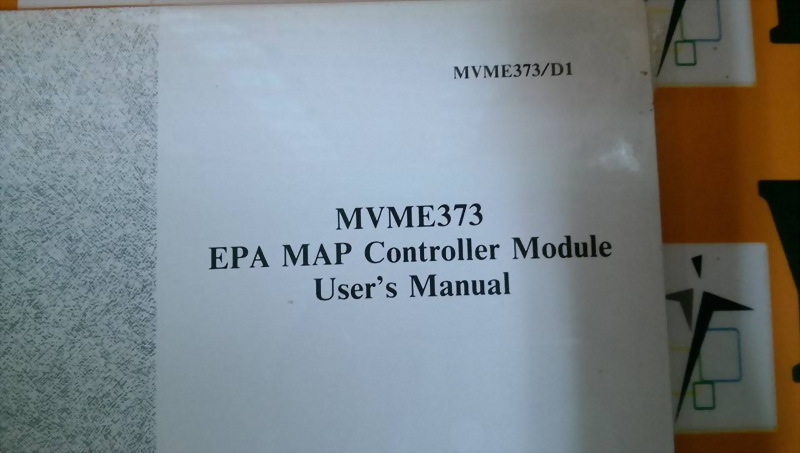 MVME373/D1
MVME373
EPA MAP Controller Module
User's Manual